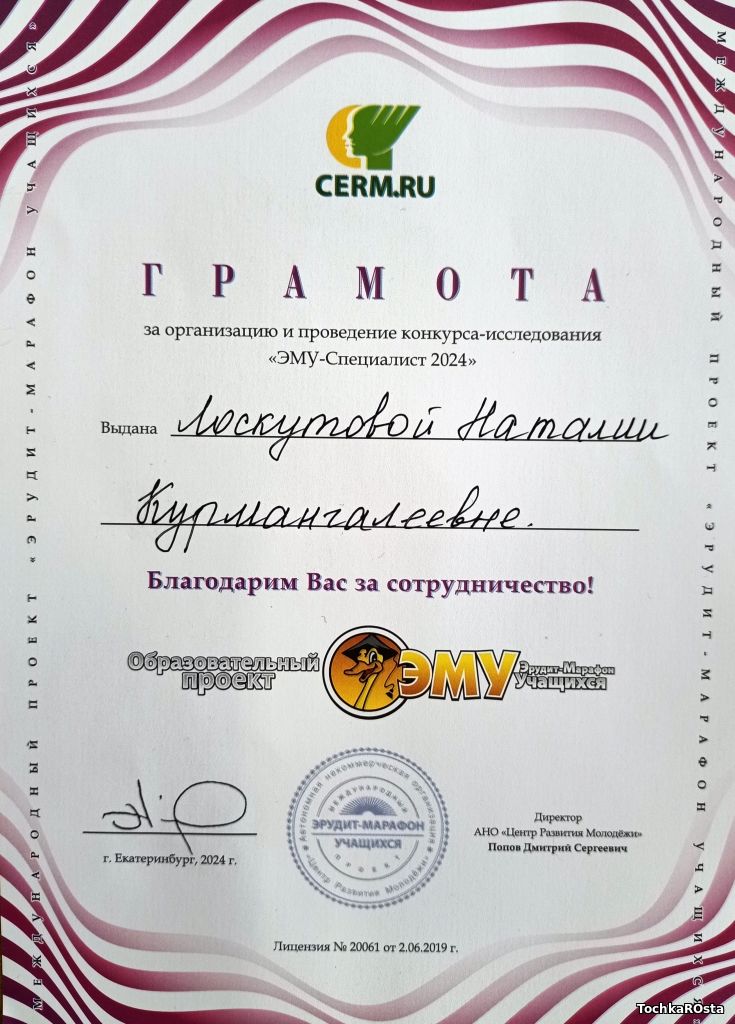 CERM.RU
ГРАМОТА
за организацию и проведение конкурса-исследования
«ЭМУ-Специалист 2024»
Выдана Лоскутовой Наталии
Курмангалеевне.
Благодарим Вас за сотрудничество!
Образовательный
проект
ЭМУ
Эрудит-Марафон
Учащихся
г. Екатеринбург, 2024 г.
Автономная некоммерческая организация
«Центр Развития Молодёжи»
МЕЖДУНАРОДНЫЙ
ЭРУДИТ-МАРАФОН
УЧАЩИХСЯ
ПРОЕКТ
Директор
АНО «Центр Развития Молодёжи»
Попов Дмитрий Сергеевич
Лицензия № 20061 от 2.06.2019 г.
МЕЖДУНАРОДНЫЙ ПРОЕКТ «ЭРУДИТ-МАРАФОН УЧАЩИХСЯ»
МЕЖДУНАРОДНЫЙ ПРОЕКТ «ЭРУДИТ-МАРАФОН УЧАЩИХСЯ»
TochkaROsta